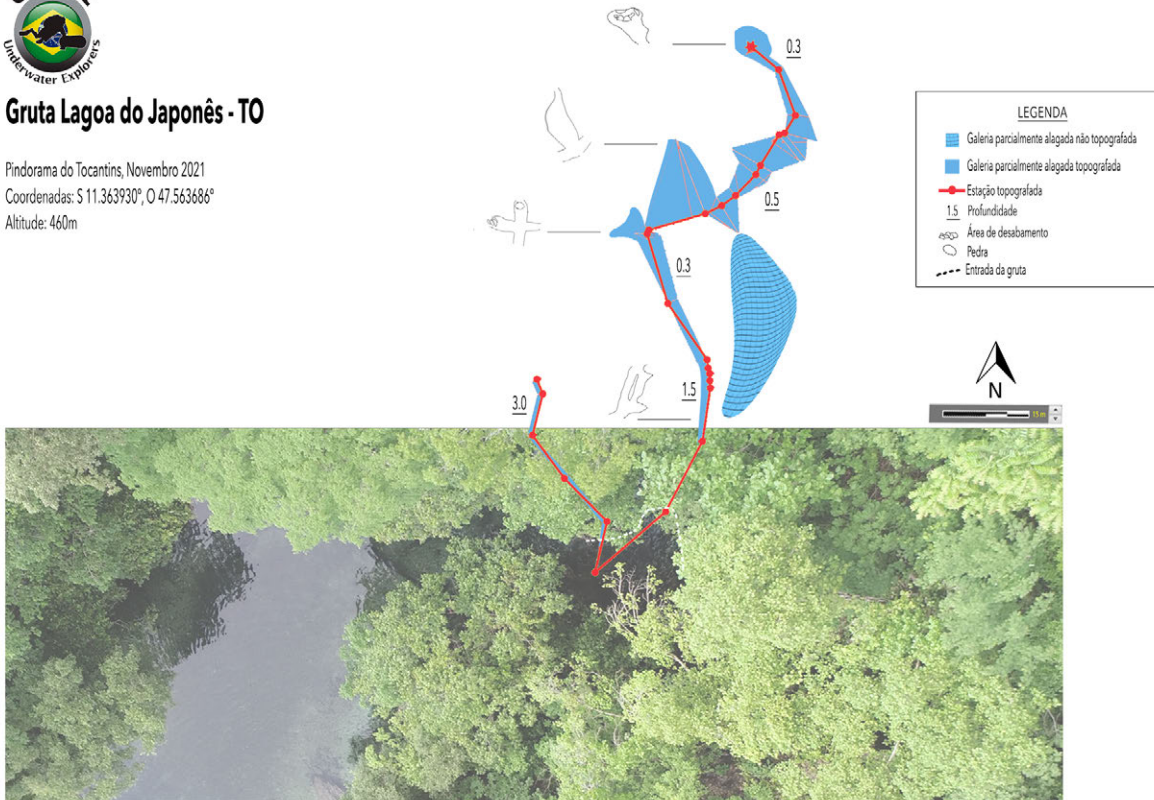 Underwater Explorers
Gruta Lagoa do Japonês - TO
Pindorama do Tocantins, Novembro 2021
Coordenadas: S 11.363930°, O 47.563686°
Altitude: 460m
0.3
0.5
0.3
1.5
3.0
LEGENDA
Galeria parcialmente alagada não topografada
Galeria parcialmente alagada topografada
Estação topografada
1.5 Profundidade
Área de desabamento
Pedra
Entrada da gruta
N
15 m